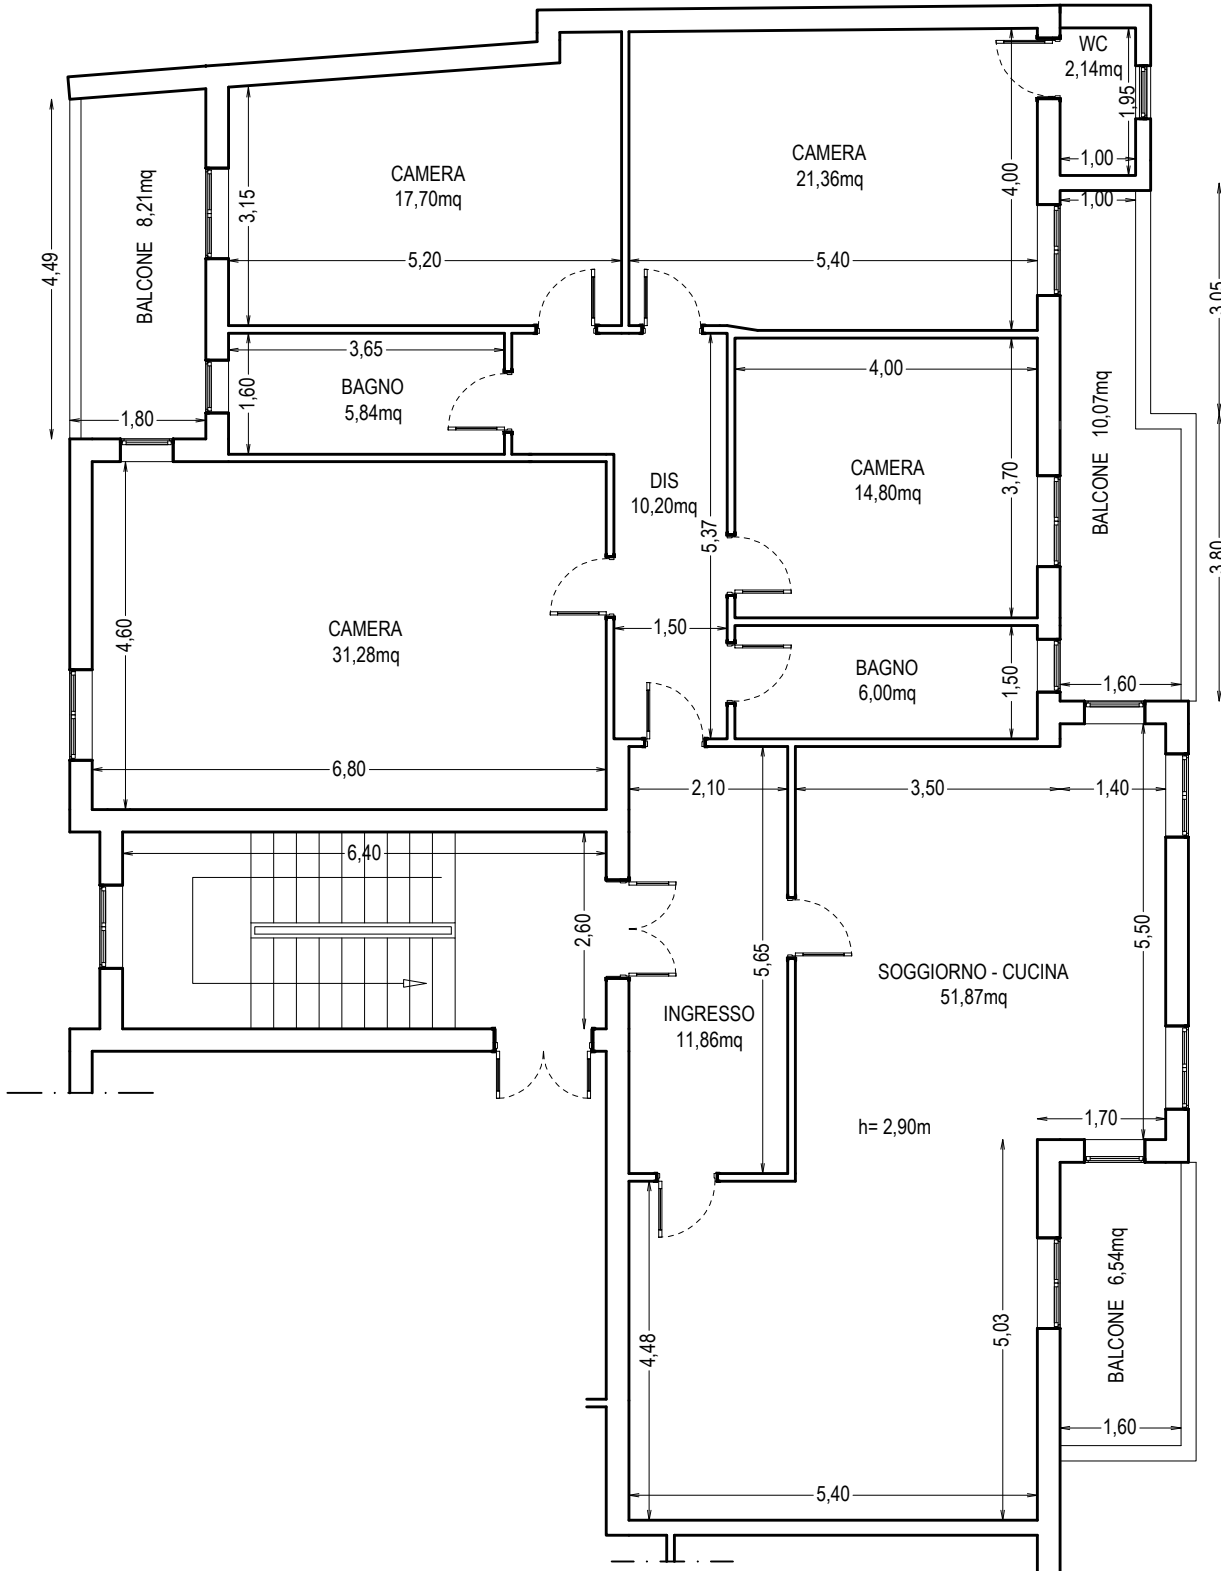 WC
2,14mq
1,95
1,00
1,00
CAMERA
17,70mq
3,15
5,20
CAMERA
21,36mq
4,00
5,40
BALCONE 8,21mq
4,49
1,80
3,65
BAGNO
5,84mq
1,60
4,00
CAMERA
14,80mq
3,70
BALCONE 10,07mq
3,05
3,80
DIS
10,20mq
5,37
1,50
CAMERA
31,28mq
4,60
6,80
BAGNO
6,00mq
1,50
1,60
2,10
3,50
1,40
6,40
2,60
5,65
5,50
SOGGIORNO - CUCINA
51,87mq
INGRESSO
11,86mq
h= 2,90m
1,70
4,48
5,03
5,40
BALCONE 6,54mq
1,60